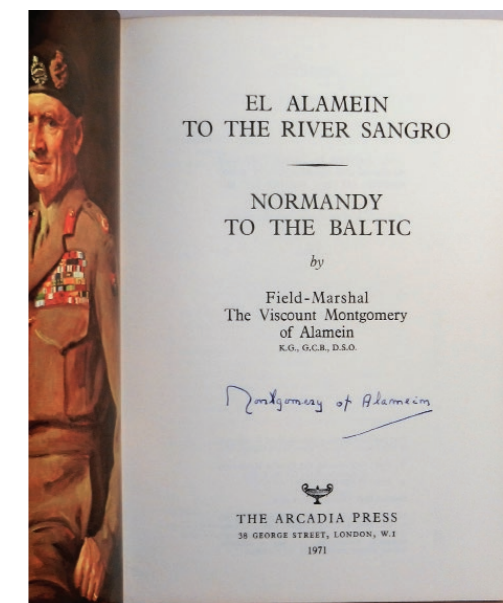 EL ALAMEIN
TO THE RIVER SANGRO
NORMANDY
TO THE BALTIC
by
Field-Marshal
The Viscount Montgomery
of Alamein
K.G., G.C.B., D.S.O.
Montgomery of Alamein
THE ARCADIA PRESS
38 GEORGE STREET, LONDON, W.1
1971